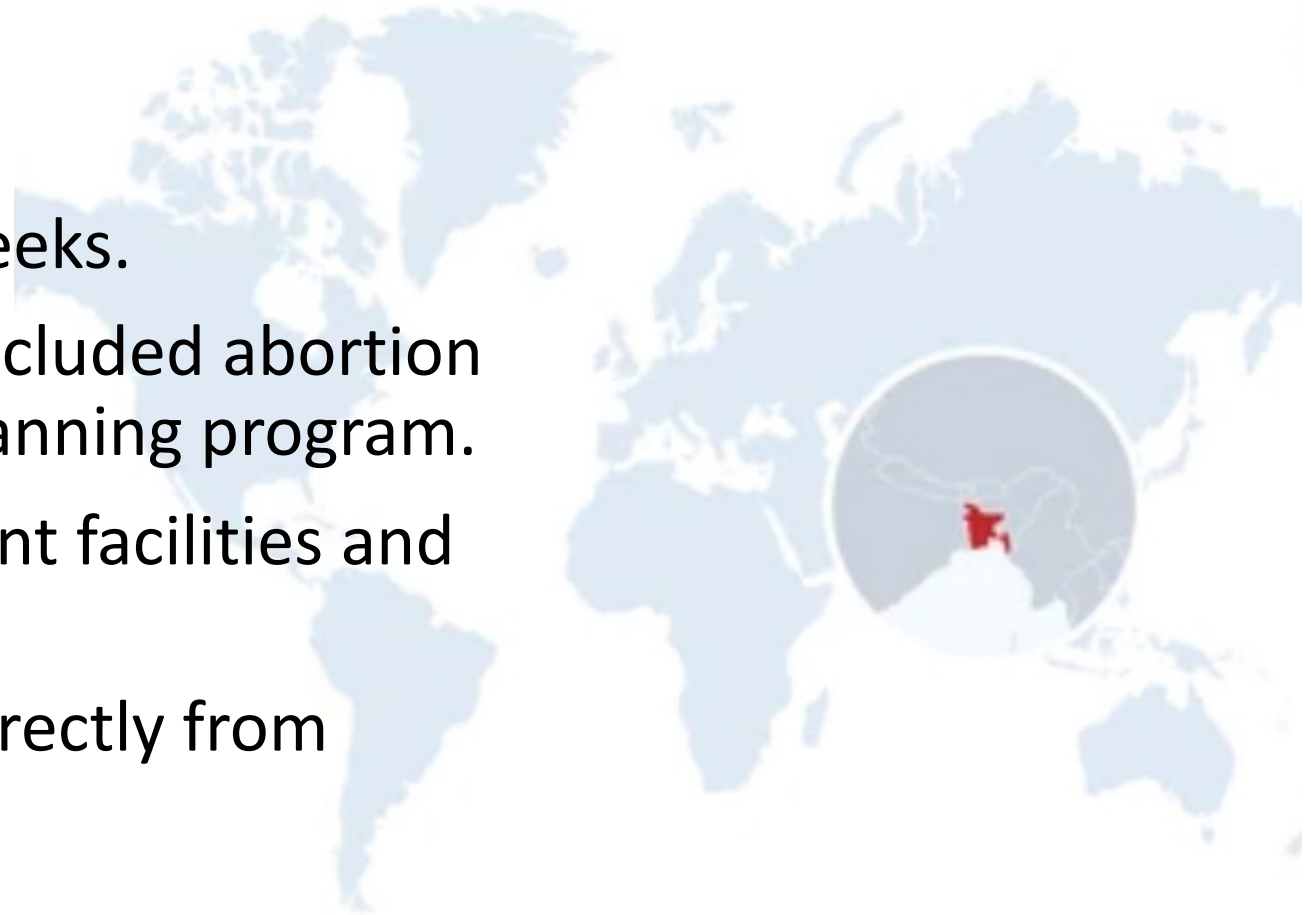 eeks.
cluded abortion
anning program.
nt facilities and
rectly from